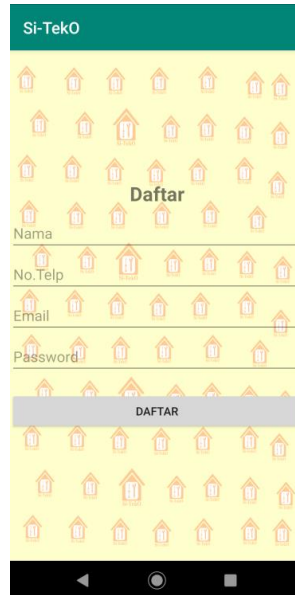 Si-TekO
Daftar
Nama
No.Telp
Email
Password
DAFTAR